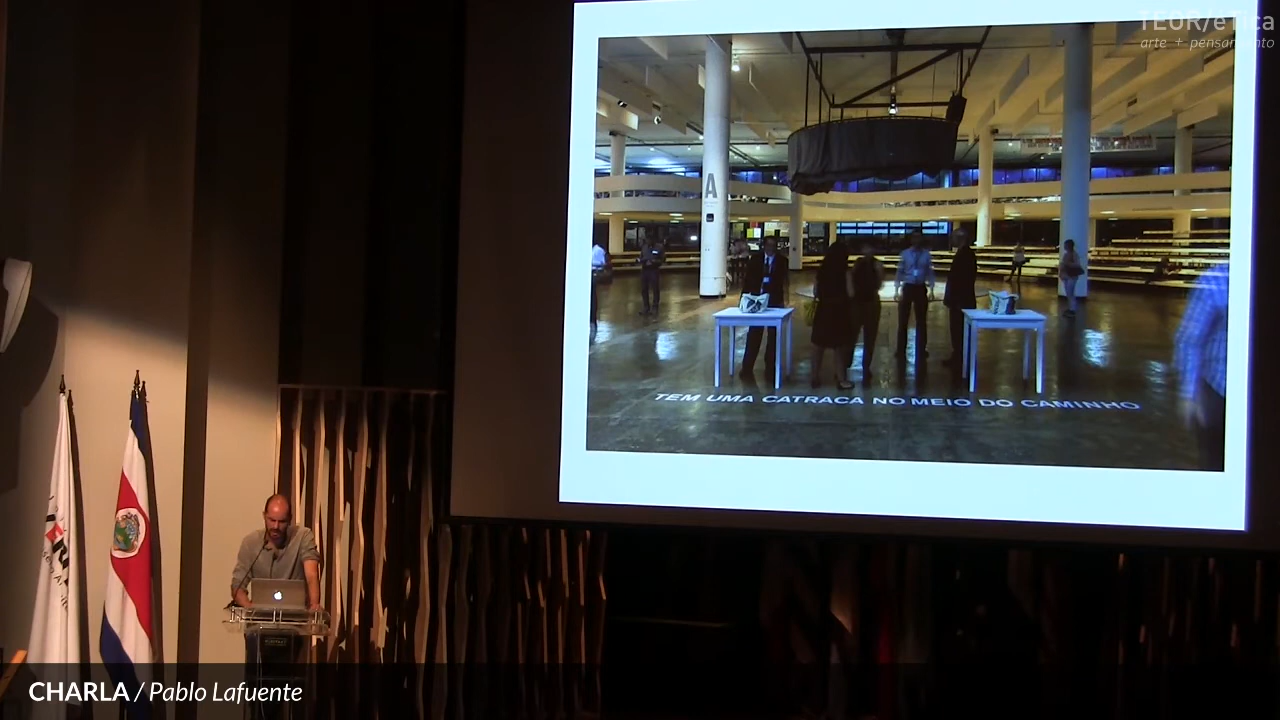 TEOR/éTica
arte + pensamiento
A
TEM UMA CATRACA NO MEIO DO CAMINHO
CHARLA / Pablo Lafuente